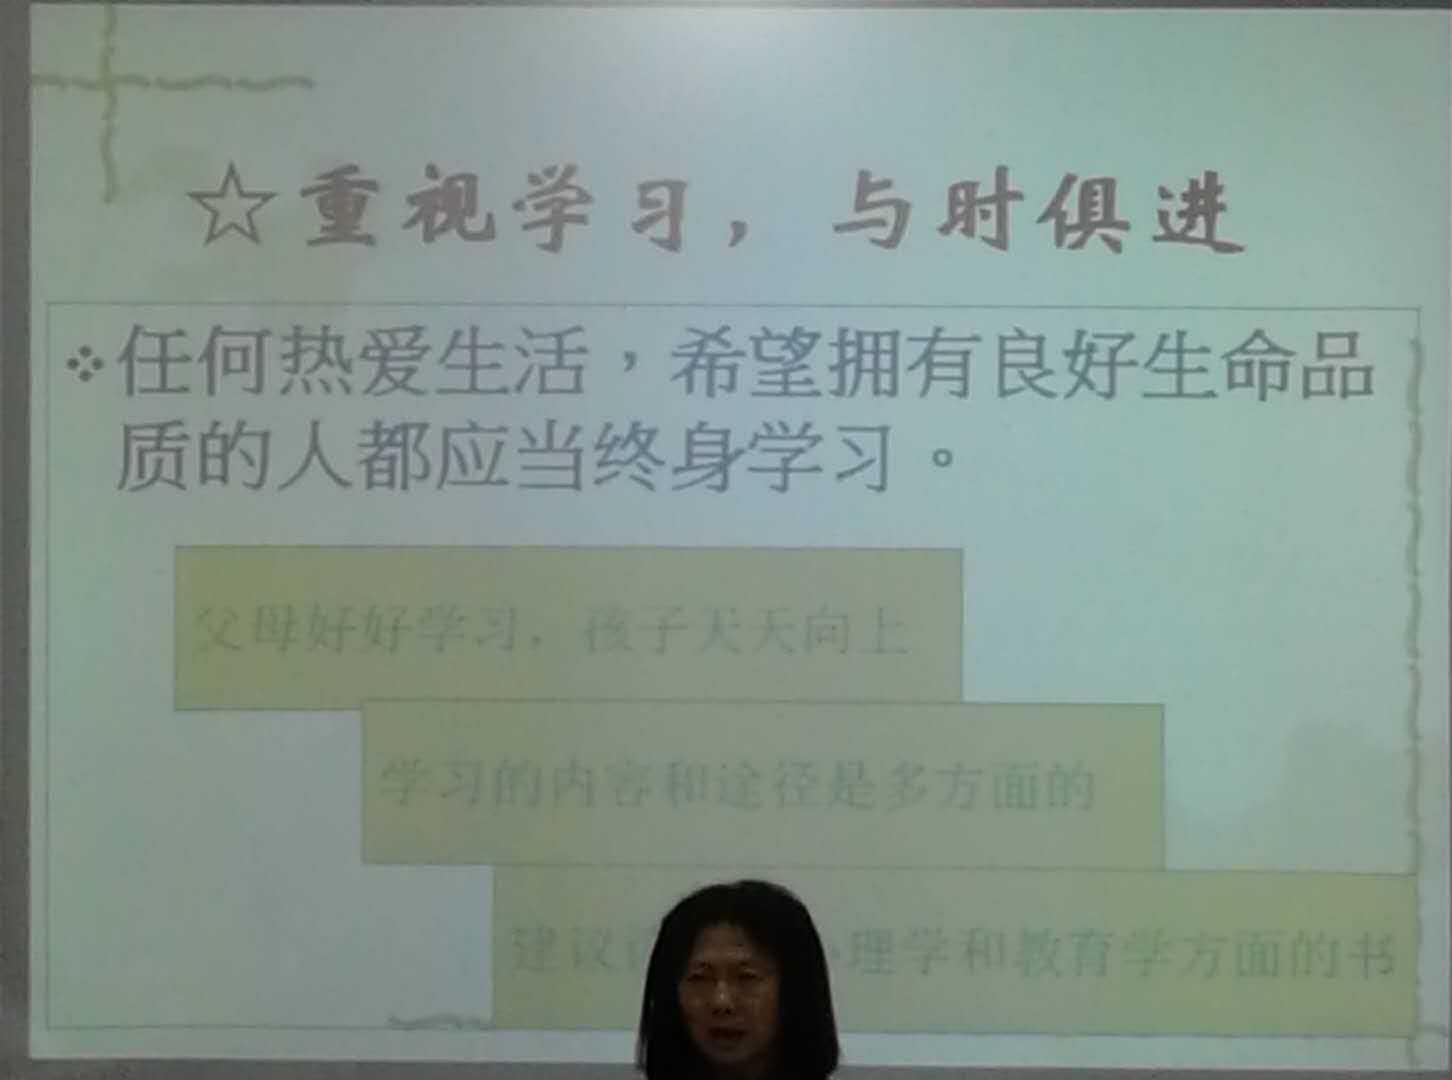 ☆重视学习，与时俱进
❖任何热爱生活，希望拥有良好生命品
质的人都应当终身学习。
父母好好学习，孩子天天向上
学习的内容和途径是多方面的
建议 理学和教育学方面的书